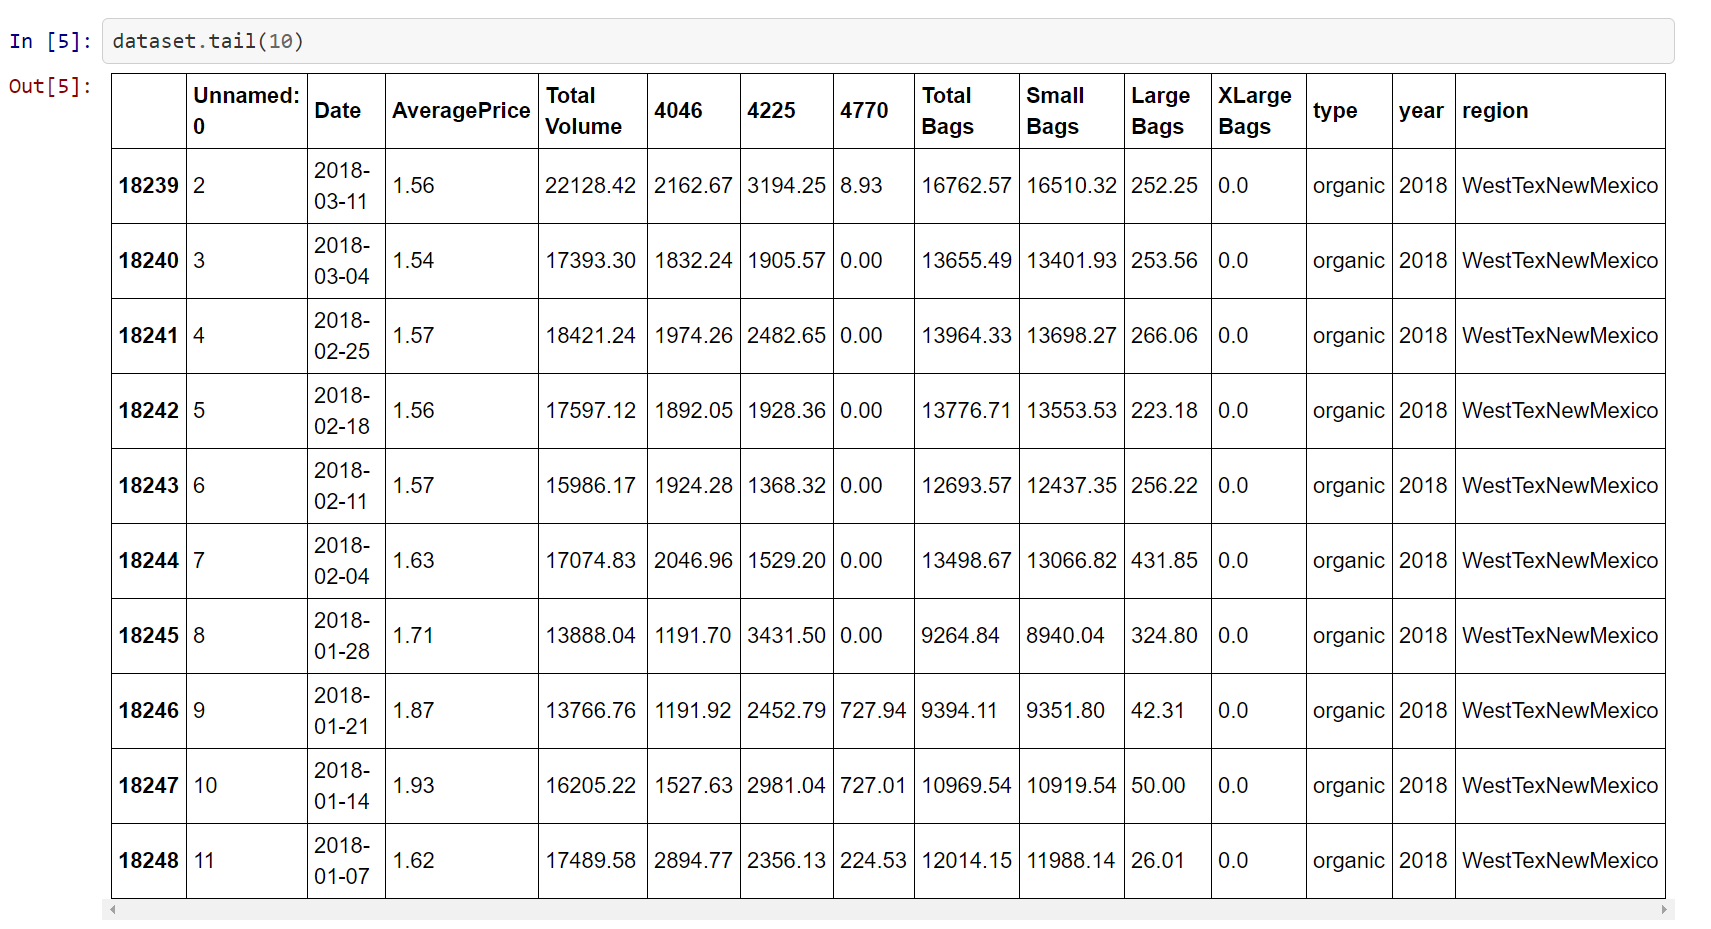 In [5]: dataset.tail(10)
Out[5]:
Unnamed: 0 Date AveragePrice Total Volume 4046 4225 4770 Total Bags Small Bags Large Bags XLarge Bags type year region
18239 2 2018-03-11 1.56 22128.42 2162.67 3194.25 8.93 16762.57 16510.32 252.25 0.0 organic 2018 WestTexNewMexico
18240 3 2018-03-04 1.54 17393.30 1832.24 1905.57 0.00 13655.49 13401.93 253.56 0.0 organic 2018 WestTexNewMexico
18241 4 2018-02-25 1.57 18421.24 1974.26 2482.65 0.00 13964.33 13698.27 266.06 0.0 organic 2018 WestTexNewMexico
18242 5 2018-02-18 1.56 17597.12 1892.05 1928.36 0.00 13776.71 13553.53 223.18 0.0 organic 2018 WestTexNewMexico
18243 6 2018-02-11 1.57 15986.17 1924.28 1368.32 0.00 12693.57 12437.35 256.22 0.0 organic 2018 WestTexNewMexico
18244 7 2018-02-04 1.63 17074.83 2046.96 1529.20 0.00 13498.67 13066.82 431.85 0.0 organic 2018 WestTexNewMexico
18245 8 2018-01-28 1.71 13888.04 1191.70 3431.50 0.00 9264.84 8940.04 324.80 0.0 organic 2018 WestTexNewMexico
18246 9 2018-01-21 1.87 13766.76 1191.92 2452.79 727.94 9394.11 9351.80 42.31 0.0 organic 2018 WestTexNewMexico
18247 10 2018-01-14 1.93 16205.22 1527.63 2981.04 727.01 10969.54 10919.54 50.00 0.0 organic 2018 WestTexNewMexico
18248 11 2018-01-07 1.62 17489.58 2894.77 2356.13 224.53 12014.15 11988.14 26.01 0.0 organic 2018 WestTexNewMexico